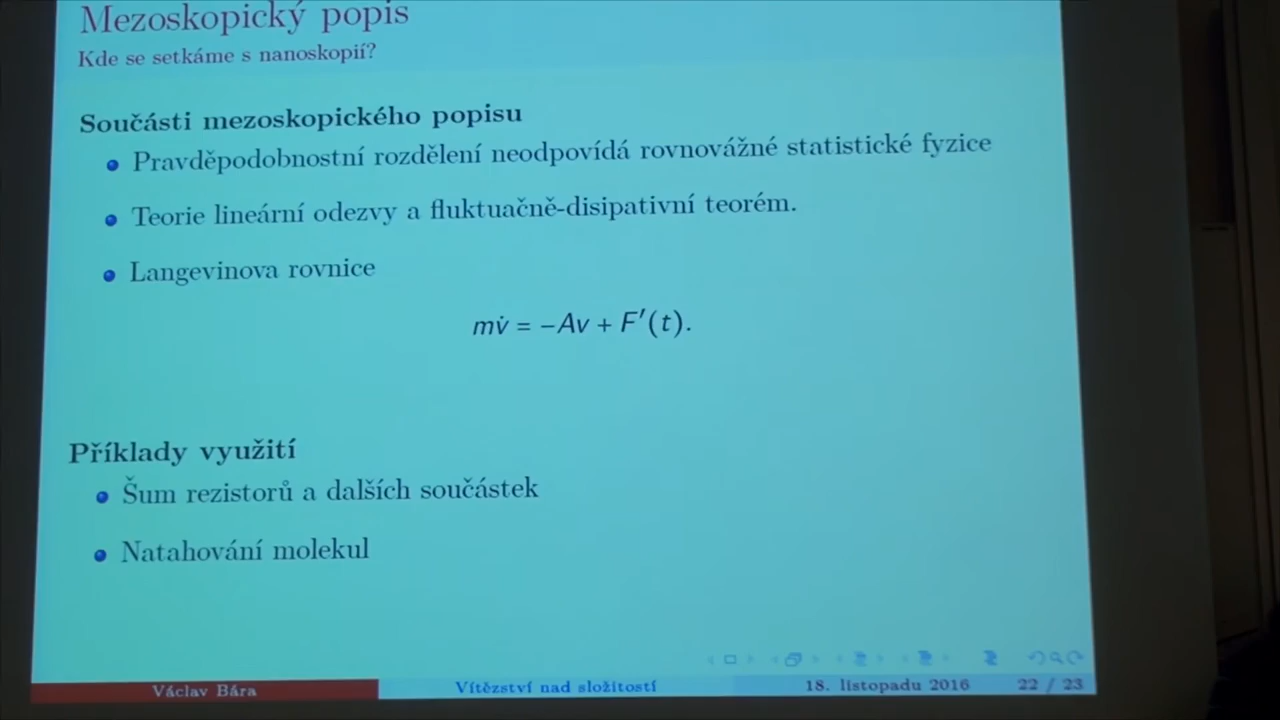 Mezoskopický popis
Kde se setkáme s nanoskopií?
Součásti mezoskopického popisu
Pravděpodobnostní rozdělení neodpovídá rovnovážné statistické fyzice
Teorie lineární odezvy a fluktuačně-disipativní teorém.
Langevinova rovnice
mv̇ = −Av + F′(t).
Příklady využití
Šum rezistorů a dalších součástek
Natahování molekul
Václav Bára Vítězství nad složitostí 18. listopadu 2016 22 / 23